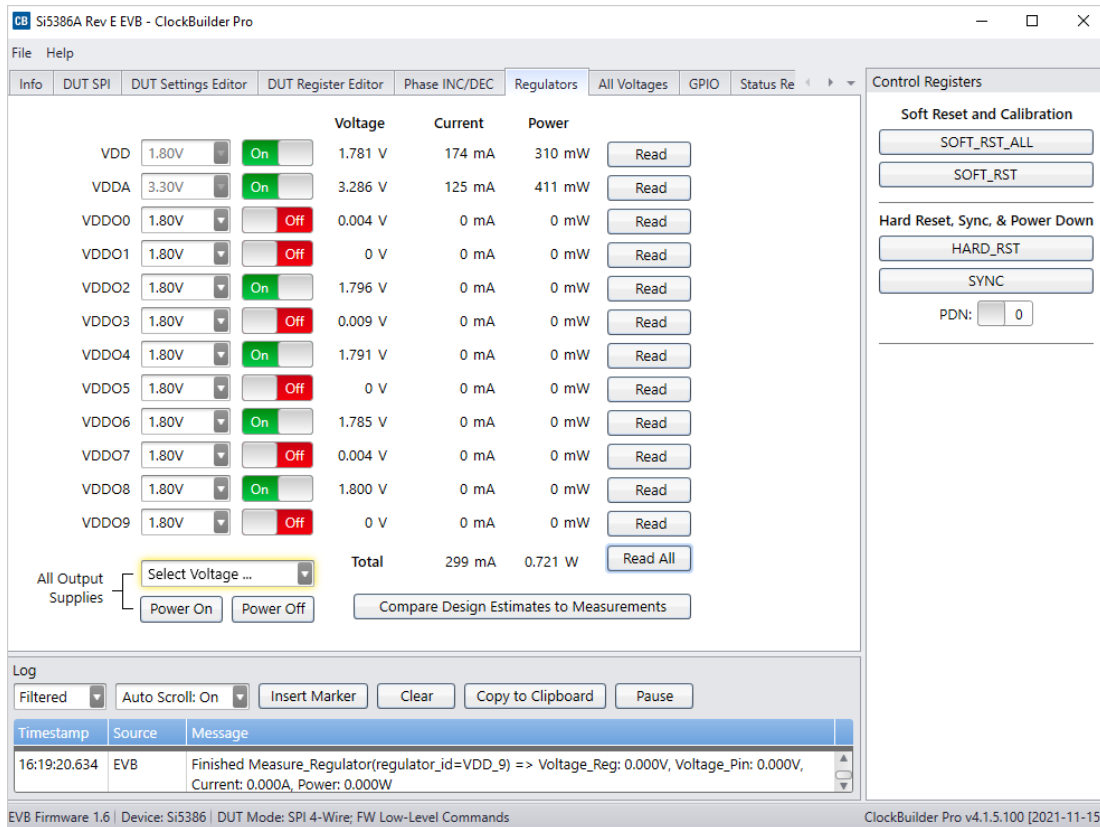 CB Si5386A Rev E EVB - ClockBuilder Pro
File Help
Info DUT SPI DUT Settings Editor DUT Register Editor Phase INC/DEC Regulators All Voltages GPIO Status Re
Voltage Current Power
VDD 1.80V On 1.781 V 174 mA 310 mW Read
VDDA 3.30V On 3.286 V 125 mA 411 mW Read
VDDO0 1.80V Off 0.004 V 0 mA 0 mW Read
VDDO1 1.80V Off 0 V 0 mA 0 mW Read
VDDO2 1.80V On 1.796 V 0 mA 0 mW Read
VDDO3 1.80V Off 0.009 V 0 mA 0 mW Read
VDDO4 1.80V On 1.791 V 0 mA 0 mW Read
VDDO5 1.80V Off 0 V 0 mA 0 mW Read
VDDO6 1.80V On 1.785 V 0 mA 0 mW Read
VDDO7 1.80V Off 0.004 V 0 mA 0 mW Read
VDDO8 1.80V On 1.800 V 0 mA 0 mW Read
VDDO9 1.80V Off 0 V 0 mA 0 mW Read
Total 299 mA 0.721 W Read All
All Output
Supplies
Select Voltage ...
Power On Power Off
Compare Design Estimates to Measurements
Control Registers
Soft Reset and Calibration
SOFT_RST_ALL
SOFT_RST
Hard Reset, Sync, & Power Down
HARD_RST
SYNC
PDN: 0
Log
Filtered Auto Scroll: On Insert Marker Clear Copy to Clipboard Pause
Timestamp Source Message
16:19:20.634 EVB Finished Measure_Regulator(regulator_id=VDD_9) => Voltage_Reg: 0.000V, Voltage_Pin: 0.000V,
Current: 0.000A, Power: 0.000W
EVB Firmware 1.6 Device: Si5386 DUT Mode: SPI 4-Wire; FW Low-Level Commands ClockBuilder Pro v4.1.5.100 [2021-11-15